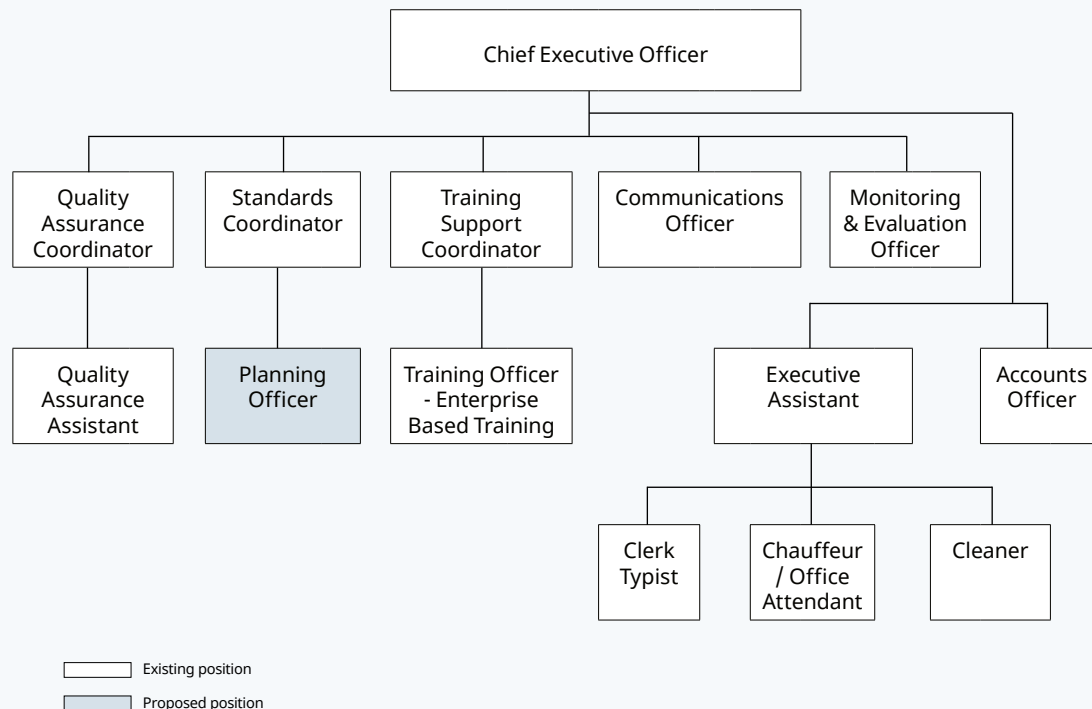 Chief Executive Officer
Quality
Assurance
Coordinator
Standards
Coordinator
Training
Support
Coordinator
Communications
Officer
Monitoring
& Evaluation
Officer
Quality
Assurance
Assistant
Planning
Officer
Training Officer
- Enterprise
Based Training
Executive
Assistant
Accounts
Officer
Clerk
Typist
Chauffeur
/ Office
Attendant
Cleaner
Existing position
Proposed position